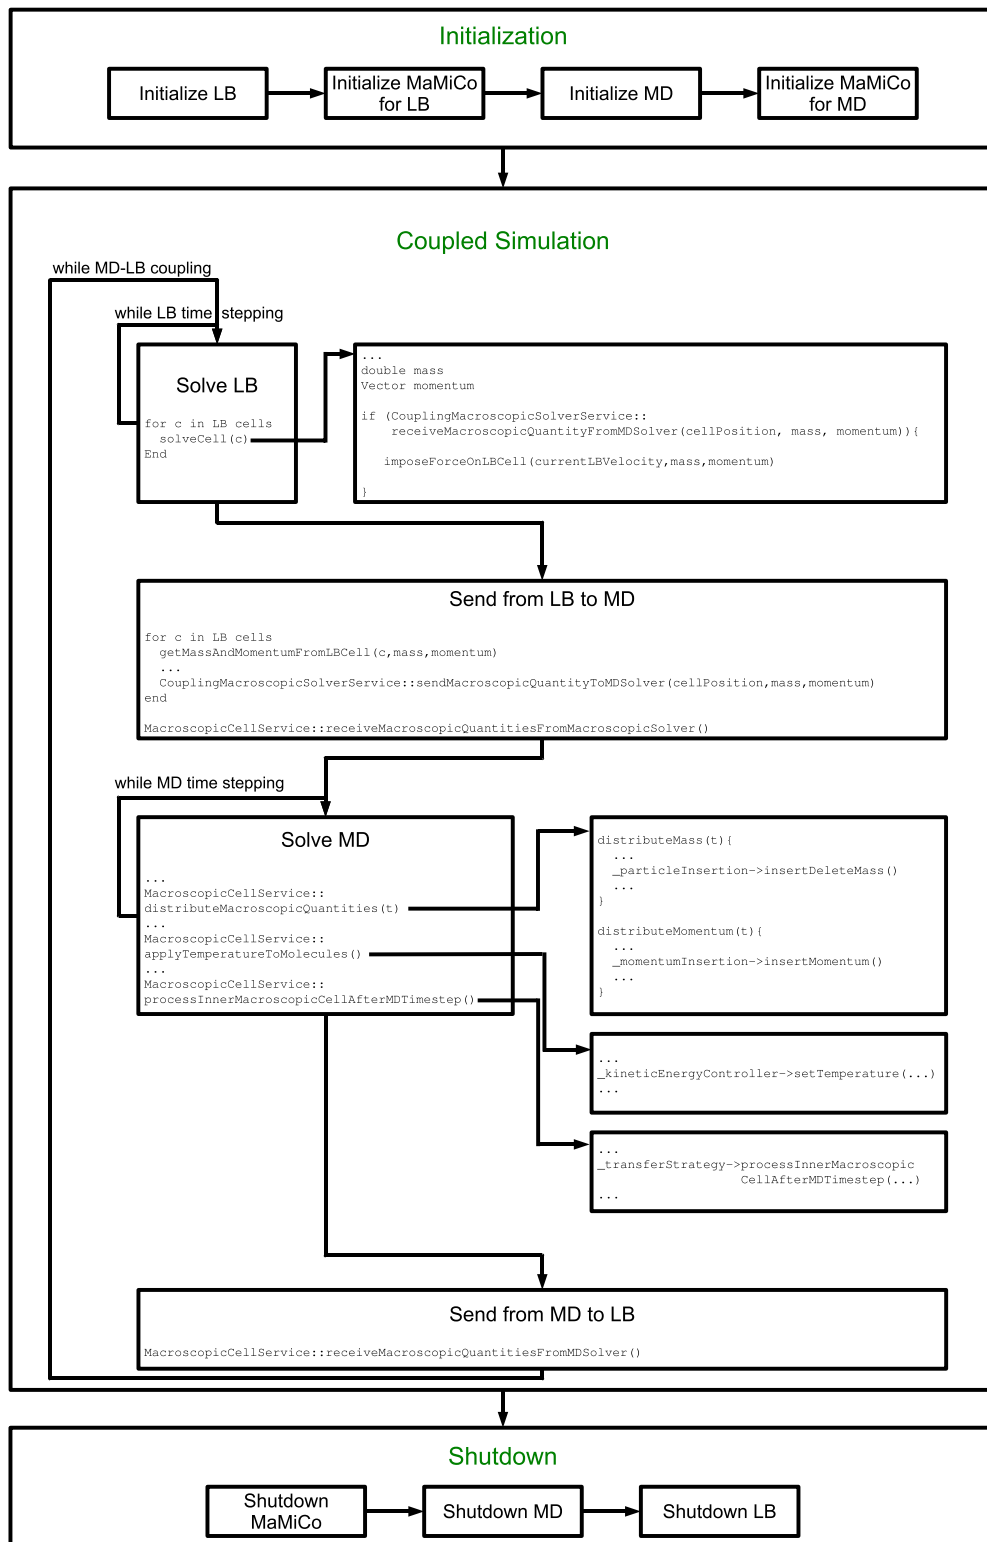 Initialization
Initialize LB
Initialize MaMiCo
for LB
Initialize MD
Initialize MaMiCo
for MD
Coupled Simulation
while MD-LB coupling
while LB time stepping
Solve LB
for c in LB cells
solveCell(c)
End
...
double mass
Vector momentum
if (CouplingMacroscopicSolverService::
receiveMacroscopicQuantityFromMDSolver(cellPosition, mass, momentum)){
imposeForceOnLBCell(currentLBVelocity,mass,momentum)
}
Send from LB to MD
for c in LB cells
getMassAndMomentumFromLBCell(c,mass,momentum)
...
CouplingMacroscopicSolverService::sendMacroscopicQuantityToMDSolver(cellPosition,mass,momentum)
end
MacroscopicCellService::receiveMacroscopicQuantitiesFromMacroscopicSolver()
while MD time stepping
Solve MD
...
MacroscopicCellService::
distributeMacroscopicQuantities(t)
...
MacroscopicCellService::
applyTemperatureToMolecules()
...
MacroscopicCellService::
processInnerMacroscopicCellAfterMDTimestep()
distributeMass(t){
...
_particleInsertion->insertDeleteMass()
...
}
distributeMomentum(t){
...
_momentumInsertion->insertMomentum()
...
}
...
_kineticEnergyController->setTemperature(...)
...
...
_transferStrategy->processInnerMacroscopic
CellAfterMDTimestep(...)
...
Send from MD to LB
MacroscopicCellService::receiveMacroscopicQuantitiesFromMDSolver()
Shutdown
Shutdown
MaMiCo
Shutdown MD
Shutdown LB